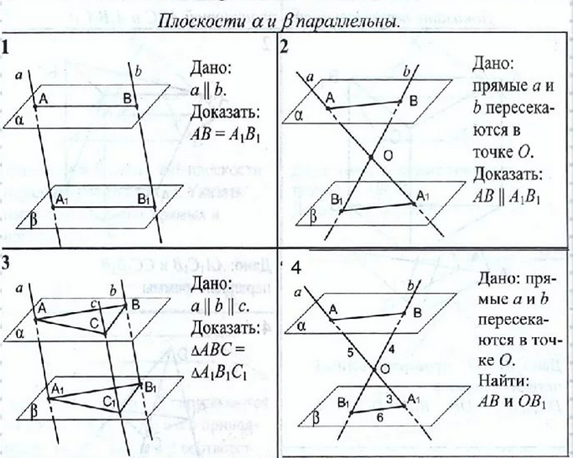 Плоскости α и β параллельны.
1
a
b
A
B
α
A₁
B₁
β
Дано:
a ∥ b.
Доказать:
AB = A₁B₁
2
a
b
A
B
α
O
B₁
A₁
β
Дано:
прямые a и
b пересека-
ются в
точке O.
Доказать:
AB ∥ A₁B₁
3
a
c
b
A
B
C
α
A₁
B₁
C₁
β
Дано:
a ∥ b ∥ c.
Доказать:
ΔABC =
ΔA₁B₁C₁
4
a
b
A
B
α
5
4
O
B₁
3
A₁
6
β
Дано: пря-
мые a и b
пересека-
ются в точ-
ке O.
Найти:
AB и OB₁